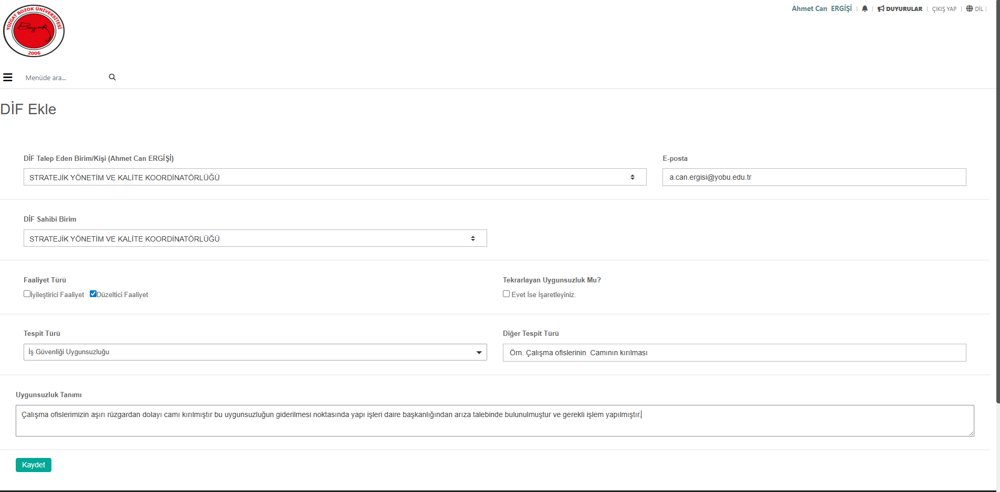 YOZGAT BOZOK ÜNİVERSİTESİ
Bozok
2006
Ahmet Can ERGİŞİ | | DUYURULAR | ÇIKIŞ YAP | DİL |
Menüde ara...
DİF Ekle
DİF Talep Eden Birim/Kişi (Ahmet Can ERGİŞİ)
E-posta
STRATEJİK YÖNETİM VE KALİTE KOORDİNATÖRLÜĞÜ
a.can.ergisi@yobu.edu.tr
DİF Sahibi Birim
STRATEJİK YÖNETİM VE KALİTE KOORDİNATÖRLÜĞÜ
Faaliyet Türü
Tekrarlayan Uygunsuzluk Mu?
İyileştirici Faaliyet Düzeltici Faaliyet
Evet İse İşaretleyiniz.
Tespit Türü
Diğer Tespit Türü
İş Güvenliği Uygunsuzluğu
Örn. Çalışma ofislerinin  Camının kırılması
Uygunsuzluk Tanımı
Çalışma ofislerimizin aşırı rüzgardan dolayı camı kırılmıştır bu uygunsuzluğun giderilmesi noktasında yapı işleri daire başkanlığından arıza talebinde bulunulmuştur ve gerekli işlem yapılmıştır.
Kaydet